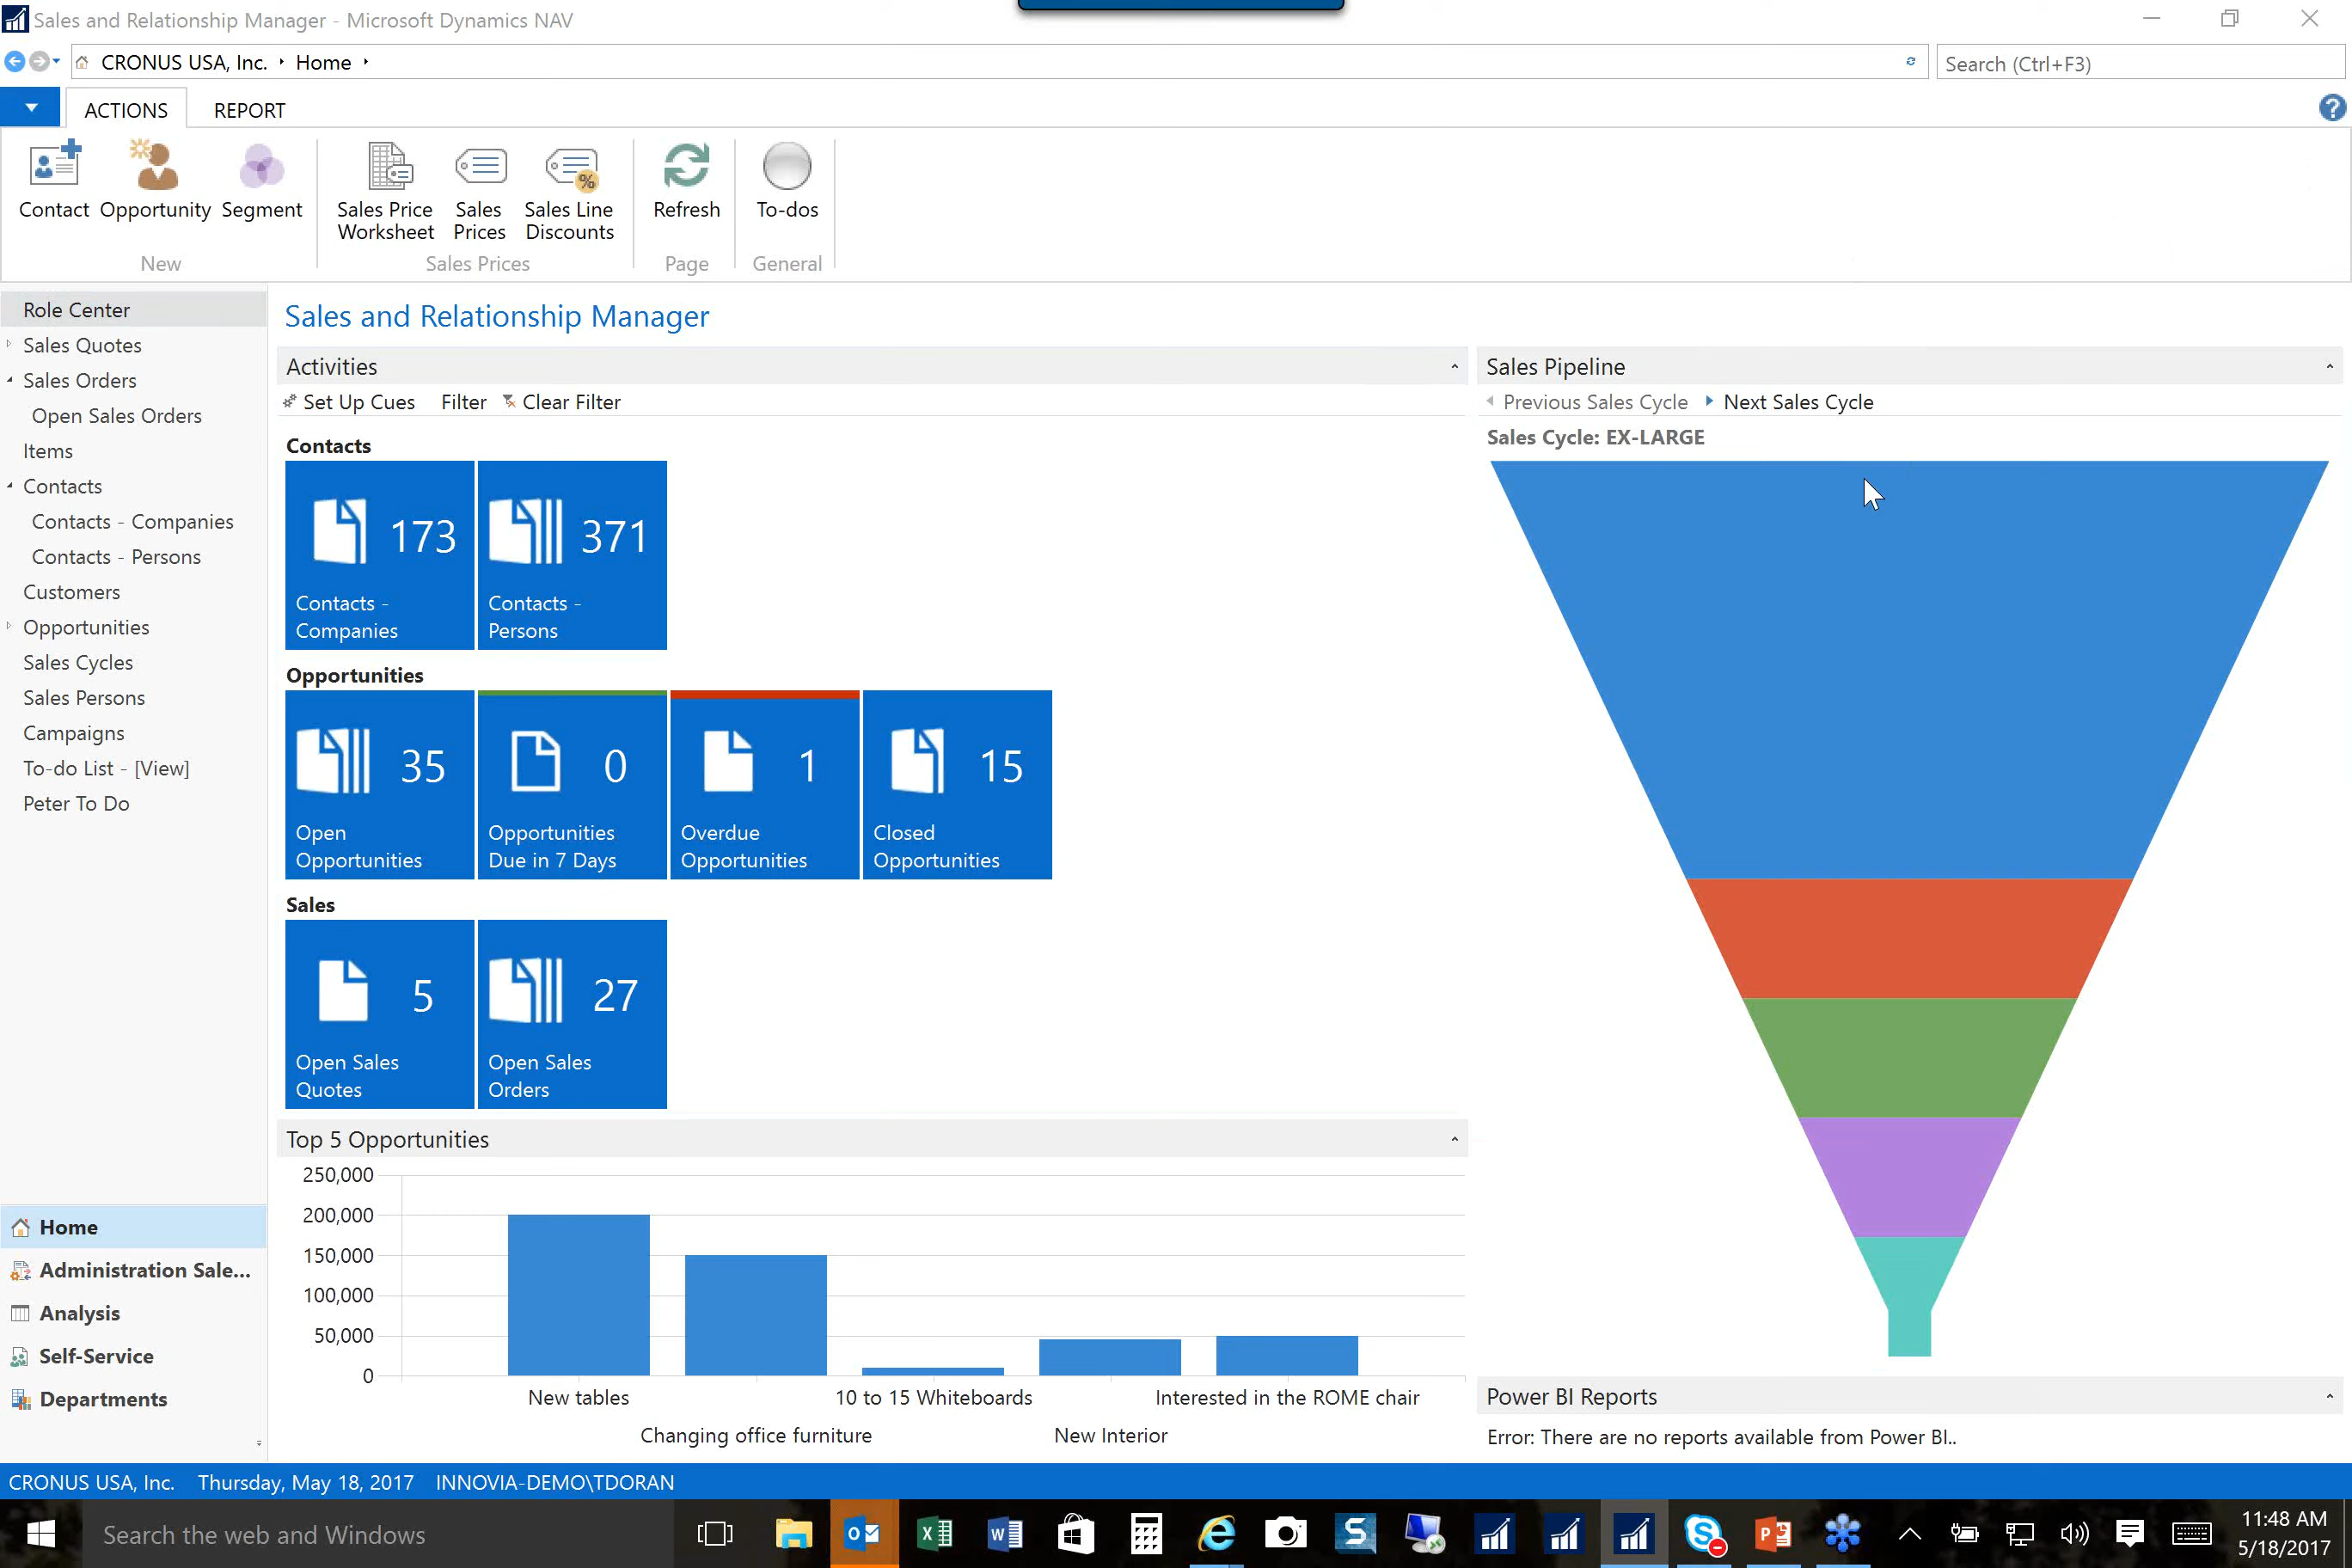 Sales and Relationship Manager - Microsoft Dynamics NAV
CRONUS USA, Inc. Home
Search (Ctrl+F3)
ACTIONS REPORT
Contact Opportunity Segment
Sales Price Worksheet
Sales Prices
Sales Line Discounts
Refresh
To-dos
New Sales Prices Page General
Role Center
Sales Quotes
Sales Orders
Open Sales Orders
Items
Contacts
Contacts - Companies
Contacts - Persons
Customers
Opportunities
Sales Cycles
Sales Persons
Campaigns
To-do List - [View]
Peter To Do
Home
Administration Sale...
Analysis
Self-Service
Departments
Sales and Relationship Manager
Activities
Set Up Cues Filter Clear Filter
Contacts
173
Contacts -
Companies
371
Contacts -
Persons
Opportunities
35
Open
Opportunities
0
Opportunities
Due in 7 Days
1
Overdue
Opportunities
15
Closed
Opportunities
Sales
5
Open Sales
Quotes
27
Open Sales
Orders
Top 5 Opportunities
250,000
200,000
150,000
100,000
50,000
0
New tables 10 to 15 Whiteboards Interested in the ROME chair
Changing office furniture New Interior
Sales Pipeline
Previous Sales Cycle Next Sales Cycle
Sales Cycle: EX-LARGE
Power BI Reports
Error: There are no reports available from Power BI..
CRONUS USA, Inc. Thursday, May 18, 2017 INNOVIA-DEMO\TDORAN
Search the web and Windows
11:48 AM
5/18/2017